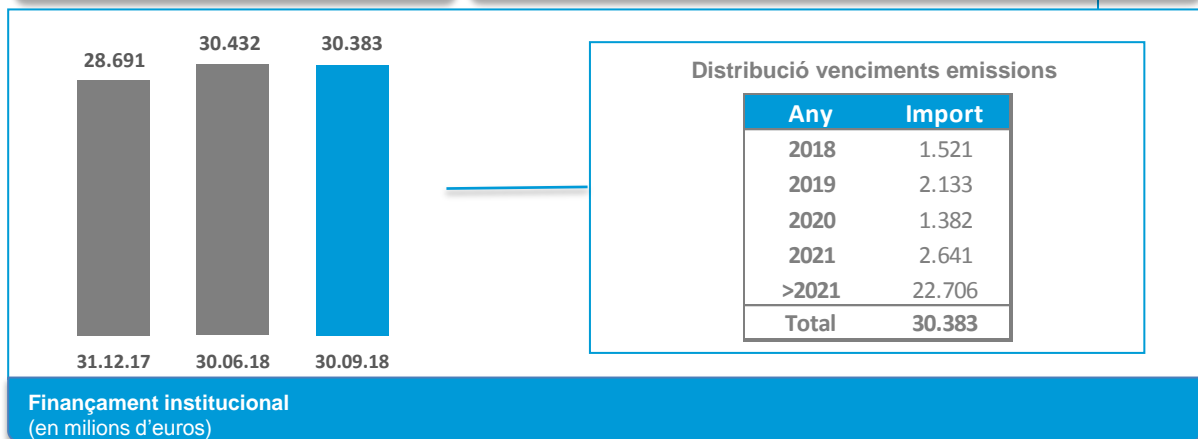 28.691
30.432
30.383
31.12.17
30.06.18
30.09.18
Distribució venciments emissions
Any Import
2018 1.521
2019 2.133
2020 1.382
2021 2.641
>2021 22.706
Total 30.383
Finançament institucional
(en milions d'euros)